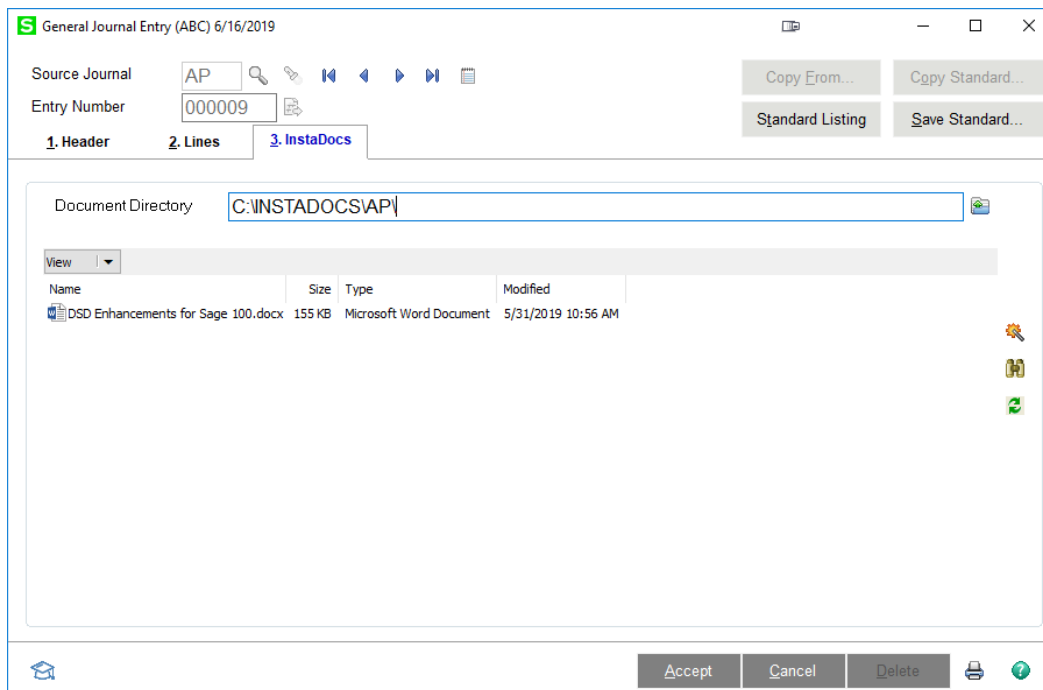 S General Journal Entry (ABC) 6/16/2019
Source Journal AP Copy From... Copy Standard...
Entry Number 000009 Standard Listing Save Standard...
1. Header 2. Lines 3. InstaDocs
Document Directory C:\INSTADOCS\AP\
View
Name Size Type Modified
DSD Enhancements for Sage 100.docx 155 KB Microsoft Word Document 5/31/2019 10:56 AM
Accept Cancel Delete